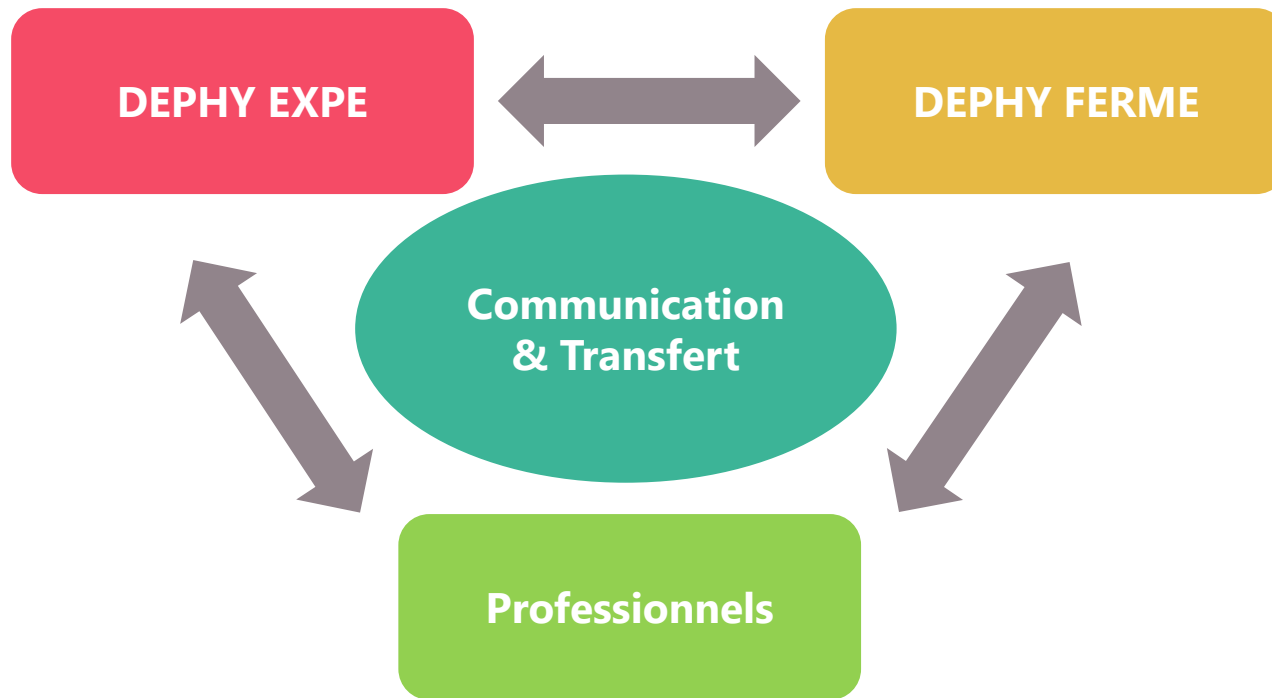 DEPHY EXPE
DEPHY FERME
Communication
& Transfert
Professionnels